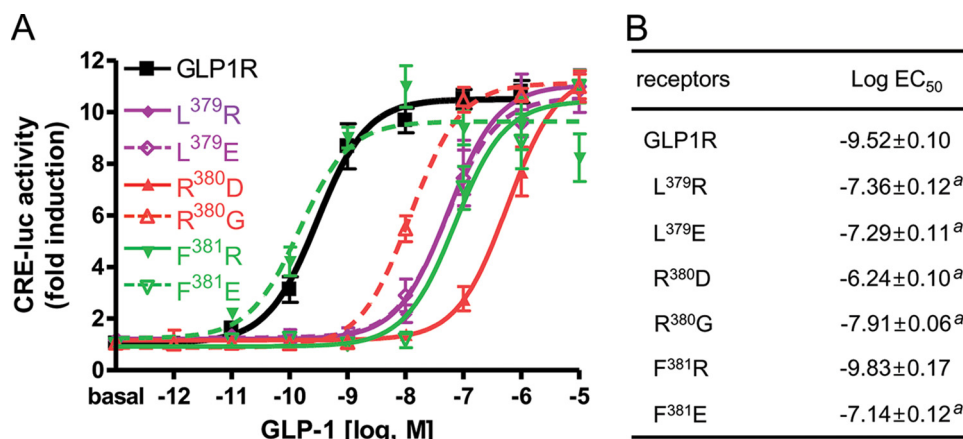 A
CRE-luc activity
(fold induction)
12
10
8
6
4
2
0
GLP1R
L³⁷⁹R
L³⁷⁹E
R³⁸⁰D
R³⁸⁰G
F³⁸¹R
F³⁸¹E
basal -12 -11 -10 -9 -8 -7 -6 -5
GLP-1 [log, M]
B
receptors Log EC₅₀
GLP1R -9.52±0.10
L³⁷⁹R -7.36±0.12ᵃ
L³⁷⁹E -7.29±0.11ᵃ
R³⁸⁰D -6.24±0.10ᵃ
R³⁸⁰G -7.91±0.06ᵃ
F³⁸¹R -9.83±0.17
F³⁸¹E -7.14±0.12ᵃ